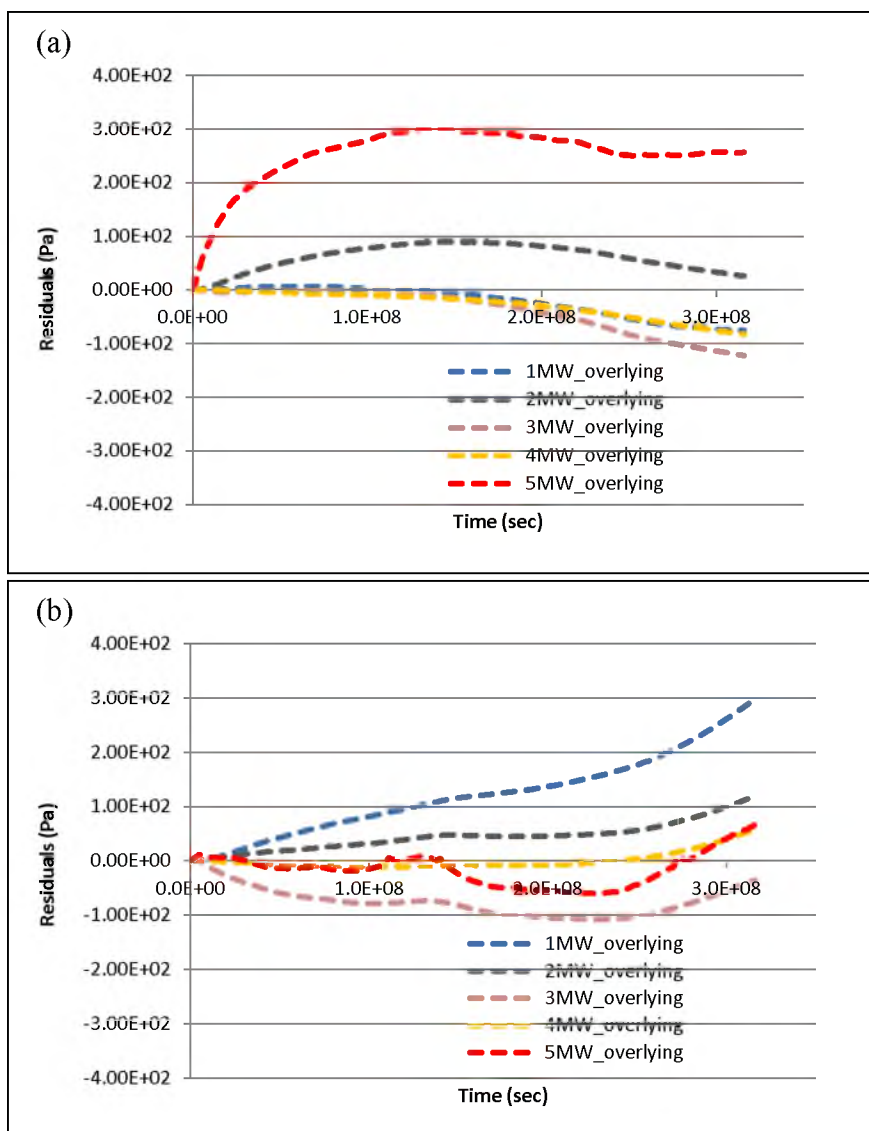 (a)
4.00E+02
3.00E+02
2.00E+02
1.00E+02
0.00E+00
-1.00E+02
-2.00E+02
-3.00E+02
-4.00E+02
Residuals (Pa)
0.0E+00 1.0E+08 2.0E+08 3.0E+08
1MW_overlying
2MW_overlying
3MW_overlying
4MW_overlying
5MW_overlying
Time (sec)
(b)
4.00E+02
3.00E+02
2.00E+02
1.00E+02
0.00E+00
-1.00E+02
-2.00E+02
-3.00E+02
-4.00E+02
Residuals (Pa)
0.0E+00 1.0E+08 2.0E+08 3.0E+08
1MW_overlying
2MW_overlying
3MW_overlying
4MW_overlying
5MW_overlying
Time (sec)